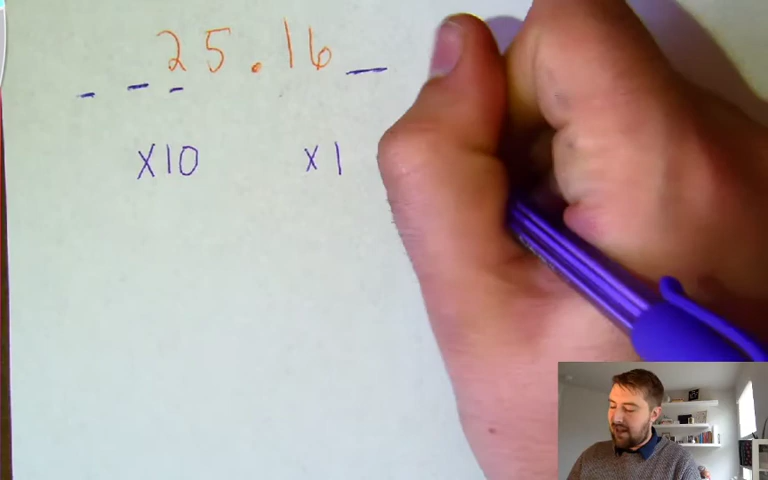 _ _ _ 25.16 _
x10 x1